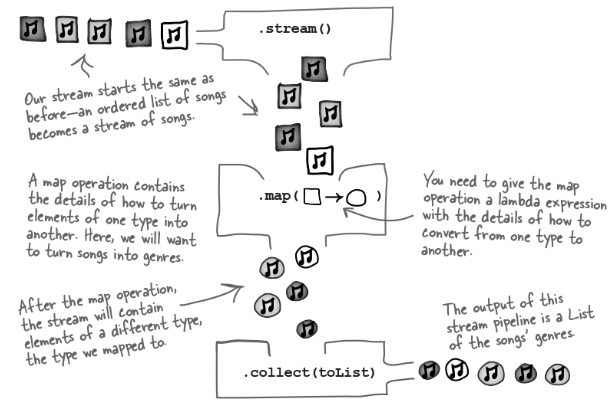 .stream()
Our stream starts the same as
before—an ordered list of songs
becomes a stream of songs.
A map operation contains
the details of how to turn
elements of one type into
another. Here, we will want
to turn songs into genres.
.map( → )
You need to give the map
operation a lambda expression
with the details of how to
convert from one type to
another.
After the map operation,
the stream will contain
elements of a different type,
the type we mapped to.
The output of this
stream pipeline is a List
of the songs' genres.
.collect(toList)